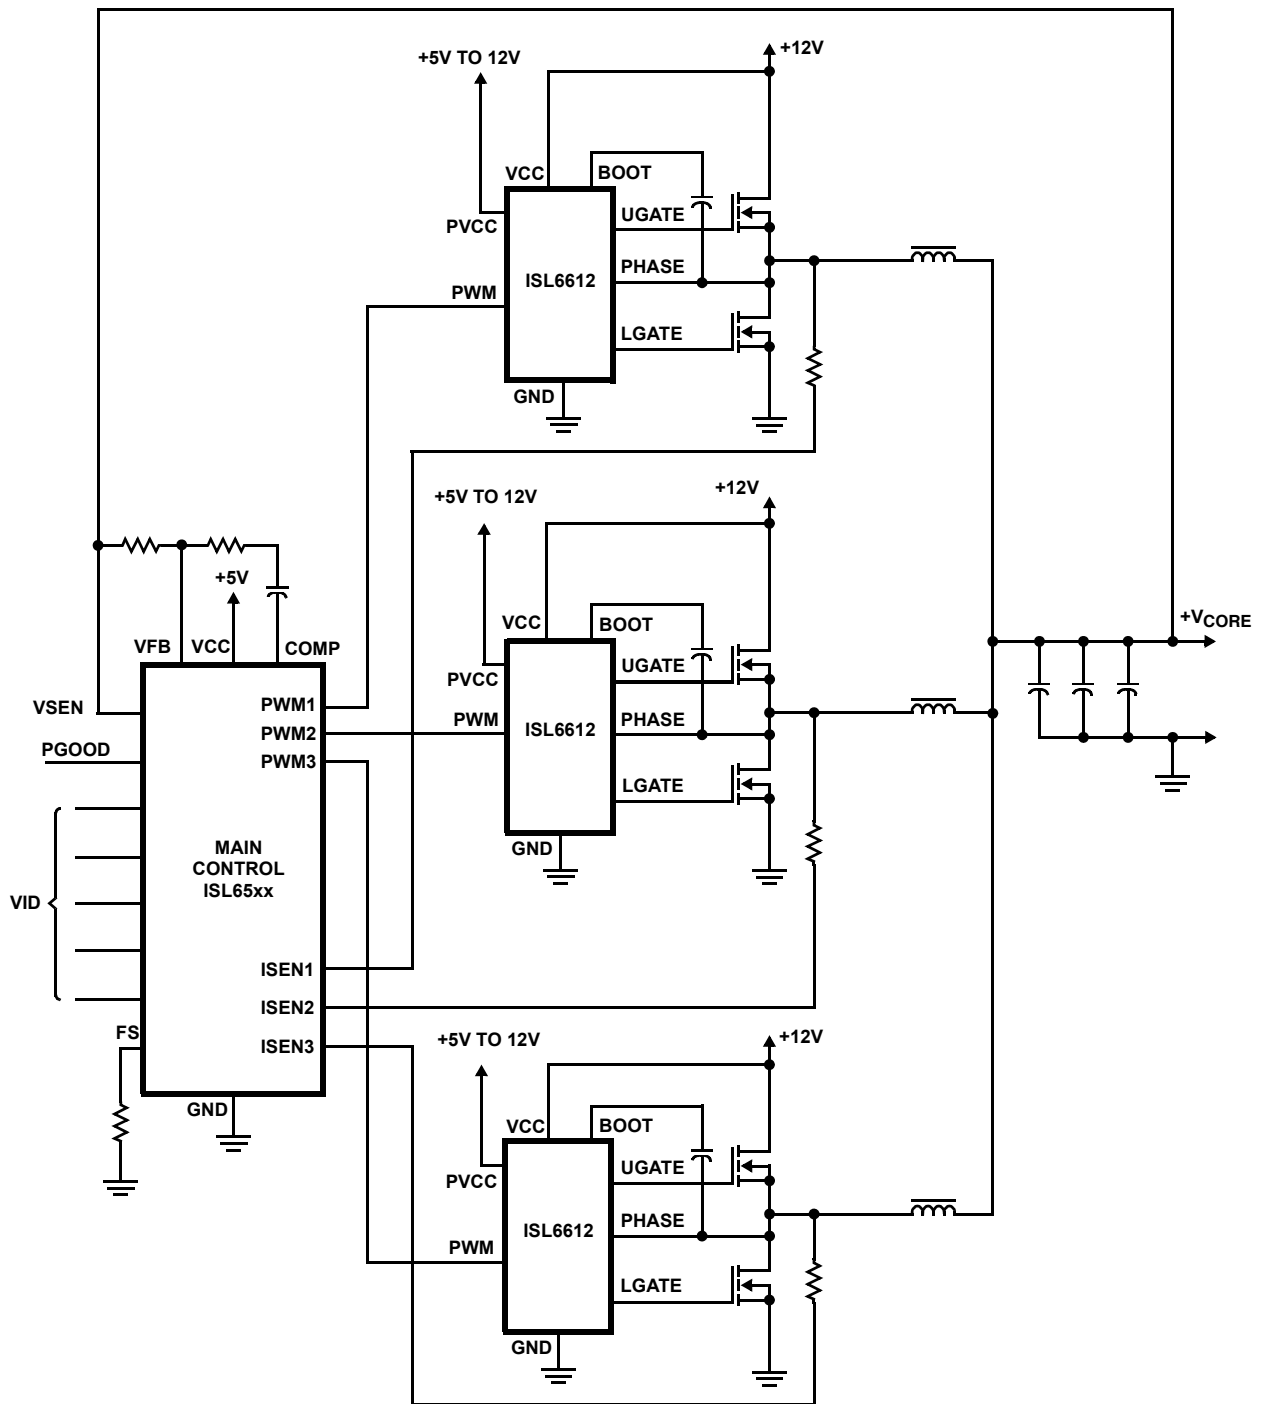 +5V TO 12V
+12V
VCC
BOOT
PVCC
UGATE
ISL6612
PHASE
PWM
LGATE
GND
+5V TO 12V
+12V
VCC
BOOT
PVCC
UGATE
PWM
ISL6612
PHASE
LGATE
GND
+5V
VFB
VCC
COMP
VSEN
PWM1
PWM2
PGOOD
PWM3
MAIN
CONTROL
ISL65xx
VID
ISEN1
ISEN2
FS
ISEN3
GND
+VCORE
+5V TO 12V
+12V
VCC
BOOT
PVCC
UGATE
ISL6612
PHASE
PWM
LGATE
GND